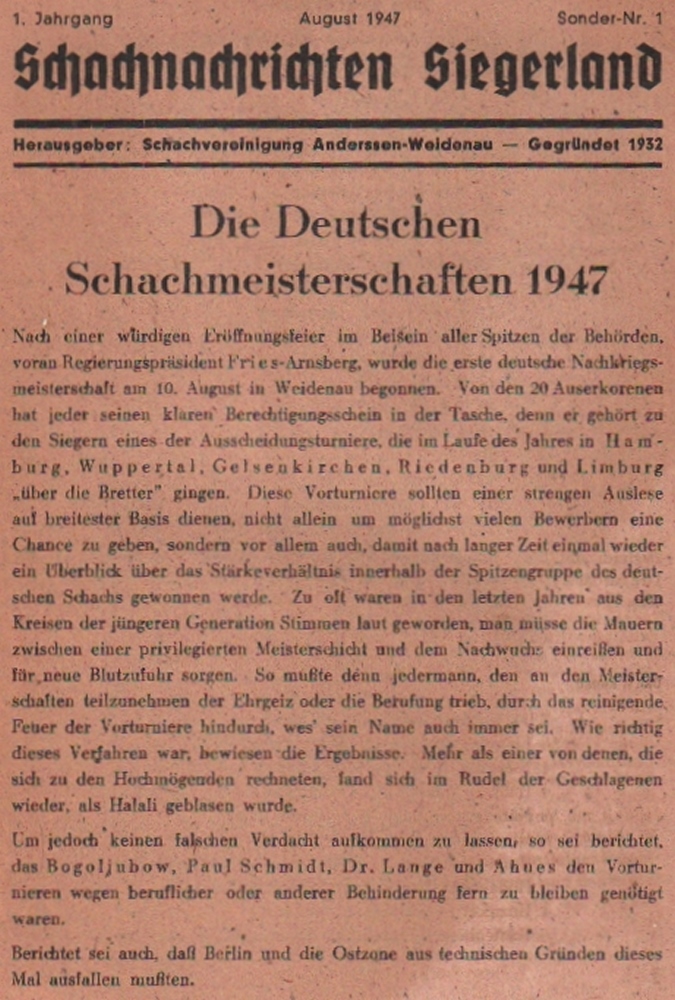 1. Jahrgang August 1947 Sonder-Nr. 1
Schachnachrichten Siegerland
Herausgeber: Schachvereinigung Anderssen-Weidenau — Gegründet 1932
Die Deutschen
Schachmeisterschaften 1947
Nach einer würdigen Eröffnungsfeier im Beisein aller Spitzen der Behörden,
voran Regierungspräsident Fries-Arnsberg, wurde die erste deutsche Nachkriegs-
meisterschaft am 10. August in Weidenau begonnen. Von den 20 Auserkorenen
hat jeder seinen klaren Berechtigungsschein in der Tasche, denn er gehört zu
den Siegern eines der Ausscheidungsturniere, die im Laufe des Jahres in Ham-
burg, Wuppertal, Gelsenkirchen, Riedenburg und Limburg
„über die Bretter" gingen. Diese Vorturniere sollten einer strengen Auslese
auf breitester Basis dienen, nicht allein um möglichst vielen Bewerbern eine
Chance zu geben, sondern vor allem auch, damit nach langer Zeit einmal wieder
ein Überblick über das Stärkeverhältnis innerhalb der Spitzengruppe des deut-
schen Schachs gewonnen werde. Zu oft waren in den letzten Jahren aus den
Kreisen der jüngeren Generation Stimmen laut geworden, man müsse die Mauern
zwischen einer privilegierten Meisterschicht und dem Nachwuchs einreißen und
für neue Blutzufuhr sorgen. So mußte denn jedermann, den an den Meister-
schaften teilzunehmen der Ehrgeiz oder die Berufung trieb, durch das reinigende
Feuer der Vorturniere hindurch, wes' sein Name auch immer sei. Wie richtig
dieses Verfahren war, bewiesen die Ergebnisse. Mehr als einer von denen, die
sich zu den Hochmögenden rechneten, fand sich im Rudel der Geschlagenen
wieder, als Halali geblasen wurde.
Um jedoch keinen falschen Verdacht aufkommen zu lassen, so sei berichtet,
das Bogoljubow, Paul Schmidt, Dr. Lange und Ahues den Vortur-
nieren wegen beruflicher oder anderer Behinderung fern zu bleiben genötigt
waren.
Berichtet sei auch, daß Berlin und die Ostzone aus technischen Gründen dieses
Mal ausfallen mußten.